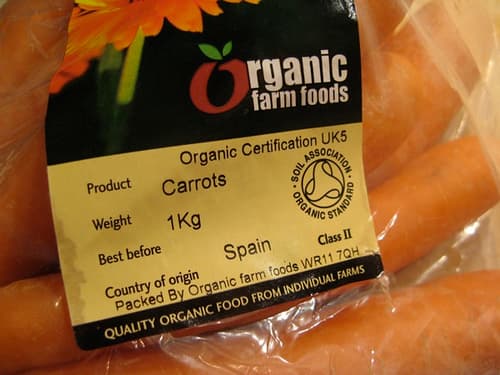 Organic
farm foods
Organic Certification UK5
Product Carrots
Weight 1Kg
Best before
Spain Class II
Country of origin
Packed By Organic farm foods WR11 7QH
QUALITY ORGANIC FOOD FROM INDIVIDUAL FARMS
SOIL ASSOCIATION
ORGANIC STANDARD